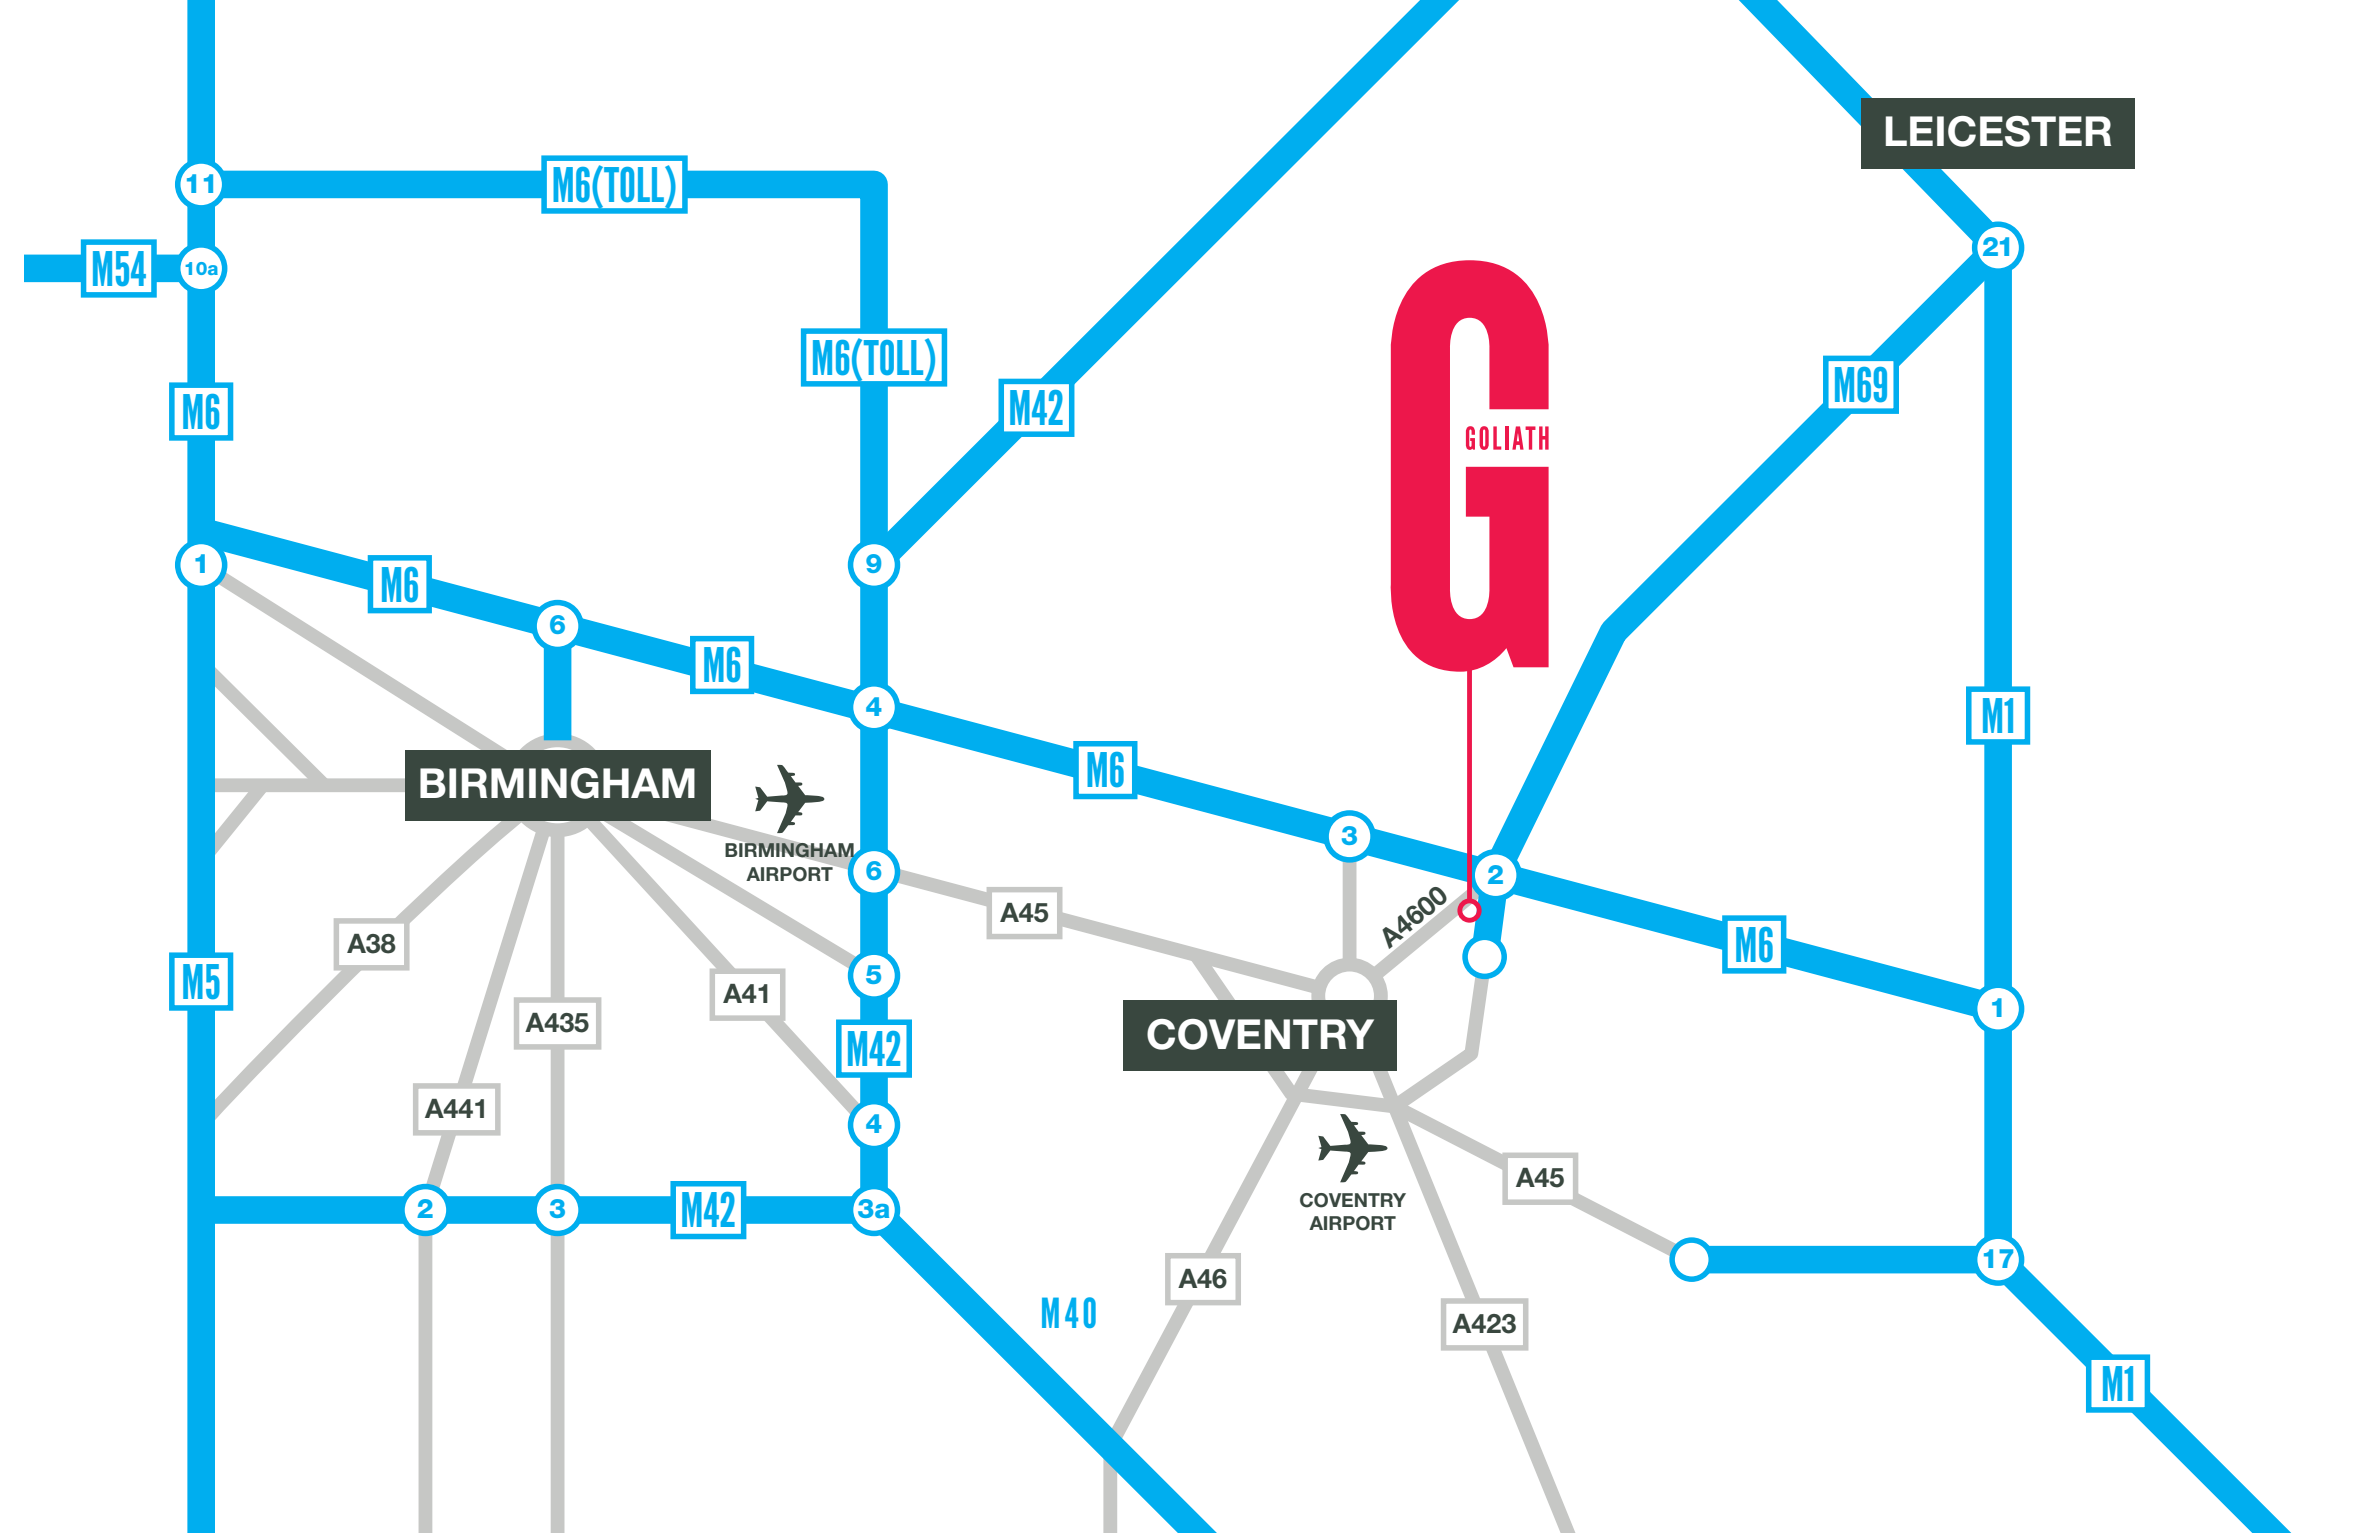 LEICESTER
11
M6(TOLL)
21
M54
10a
M6(TOLL)
M69
M6
M42
GOLIATH
1
9
M6
6
M6
4
M1
M6
BIRMINGHAM
3
BIRMINGHAM
AIRPORT
6
2
A45
A4600
A38
M6
M5
5
A41
1
A435
COVENTRY
M42
A441
4
COVENTRY
AIRPORT
A45
2
3
M42
3a
17
A46
M40
A423
M1